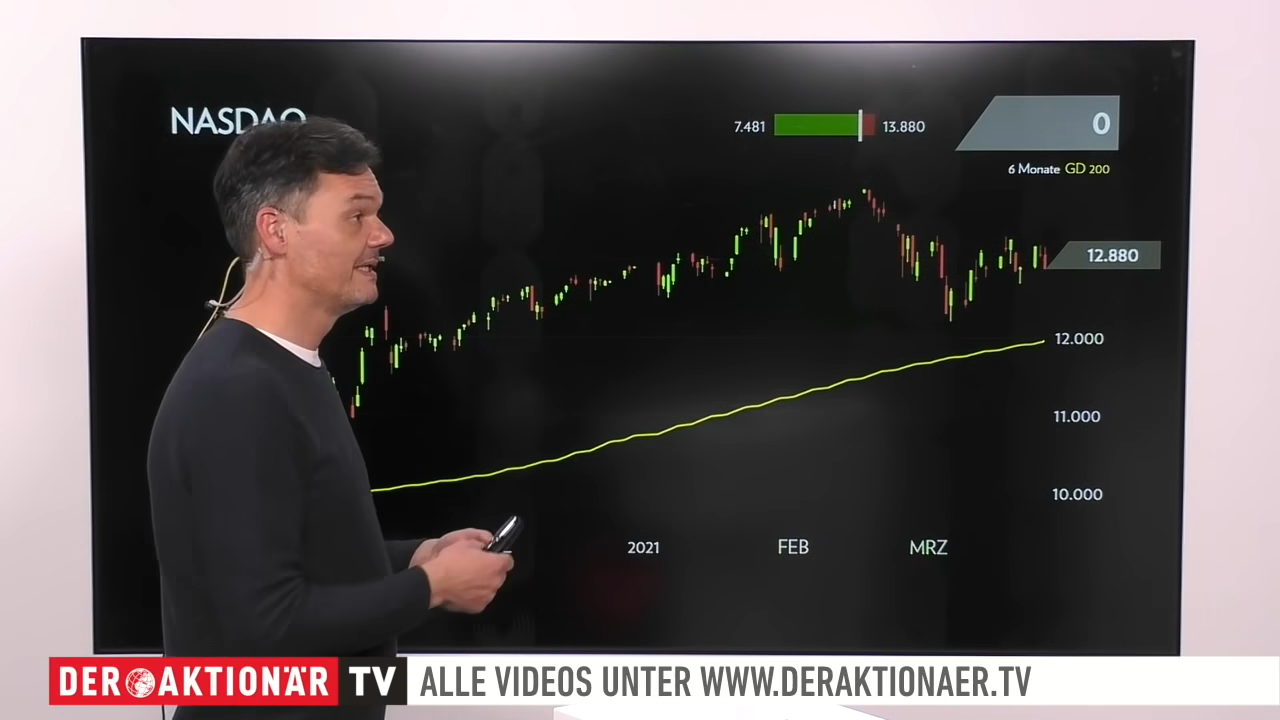 NASDAQ
7.481
13.880
0
6 Monate GD 200
12.880
12.000
11.000
10.000
2021 FEB MRZ
DER AKTIONÄR TV ALLE VIDEOS UNTER WWW.DERAKTIONAER.TV